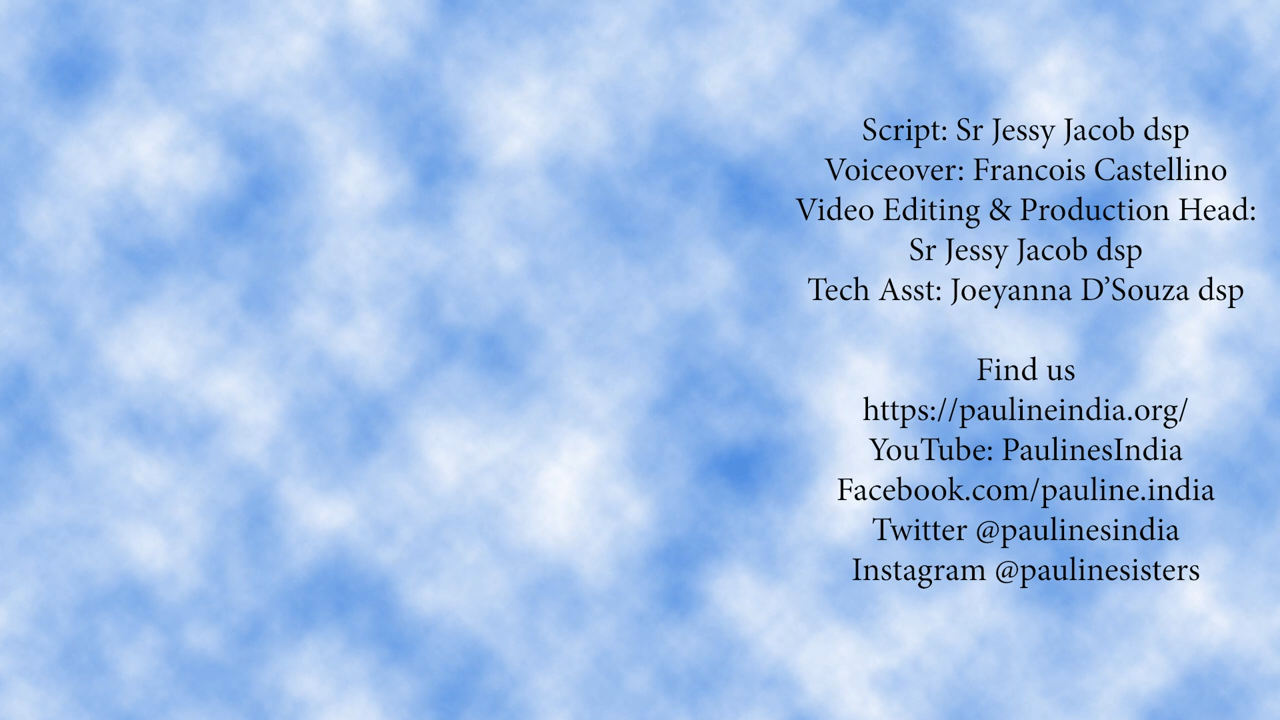 Script: Sr Jessy Jacob dsp
Voiceover: Francois Castellino
Video Editing & Production Head:
Sr Jessy Jacob dsp
Tech Asst: Joeyanna D’Souza dsp
Find us
https://paulineindia.org/
YouTube: PaulinesIndia
Facebook.com/pauline.india
Twitter @paulinesindia
Instagram @paulinesisters